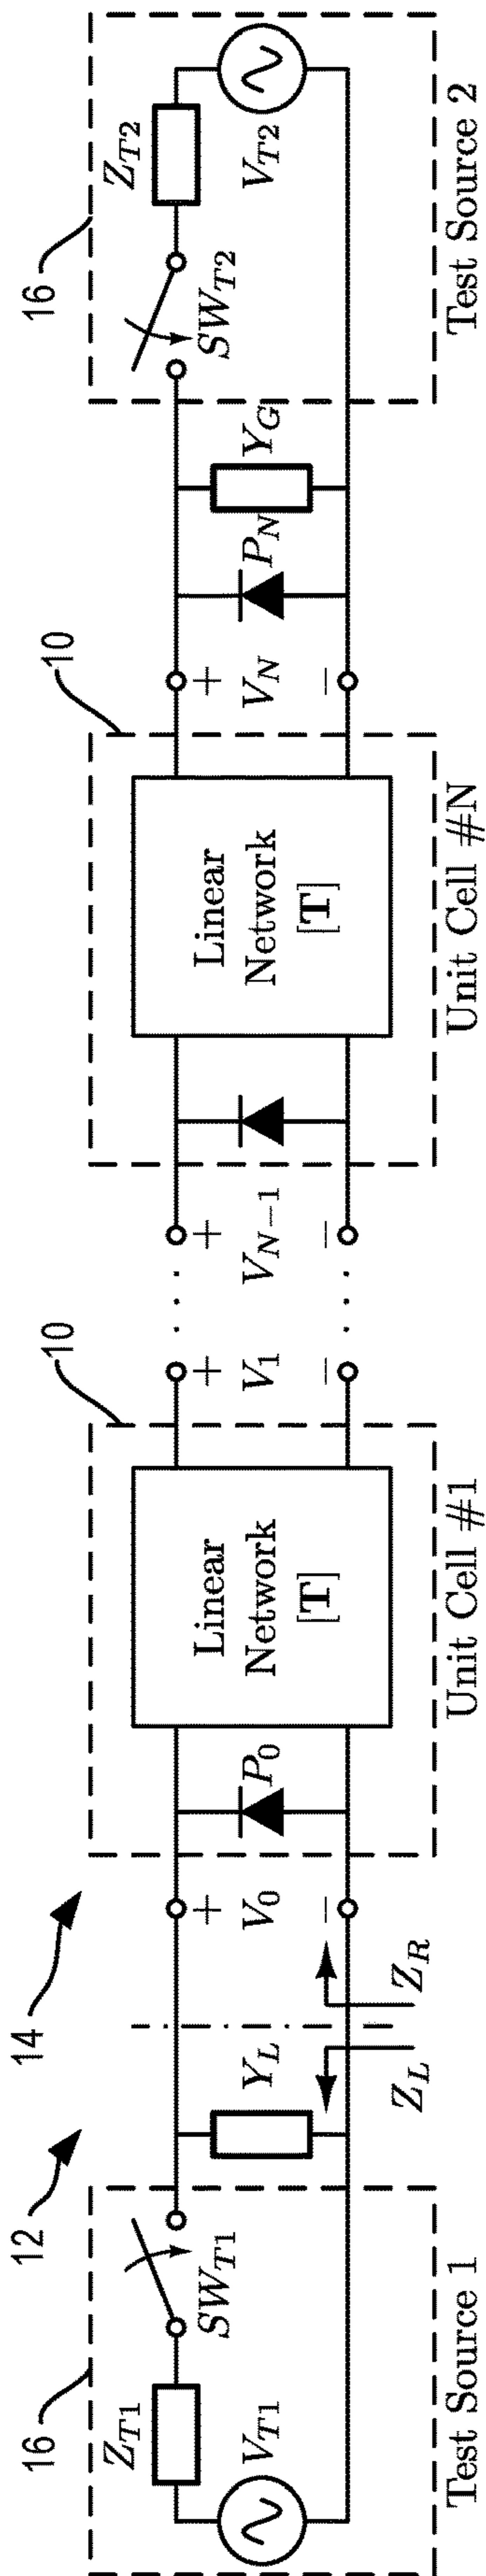 16
12
14
10
10
16
Z_{T1}
SW_{T1}
V_{T1}
Y_L
Z_L
Z_R
+
V_0
−
P_0
Linear
Network
[T]
+
V_1
−
. . .
. . .
+
V_{N−1}
−
Linear
Network
[T]
+
V_N
−
P_N
Y_G
SW_{T2}
Z_{T2}
V_{T2}
Test Source 1
Unit Cell #1
Unit Cell #N
Test Source 2